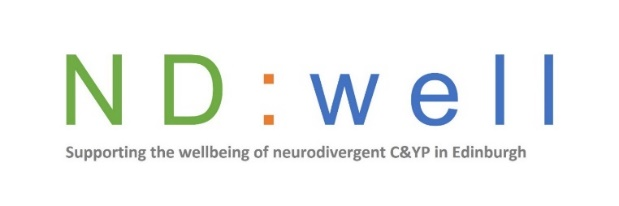 ND:well
Supporting the wellbeing of neurodivergent C&YP in Edinburgh